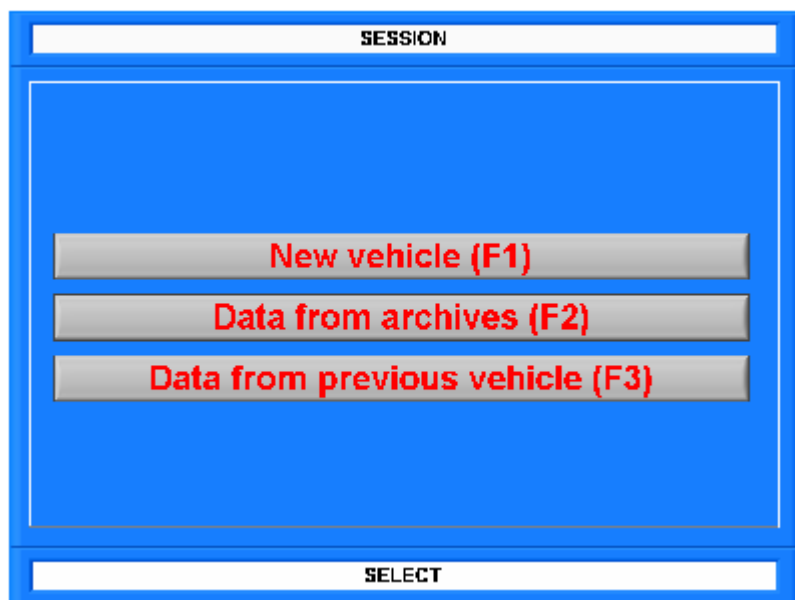 SESSION
New vehicle (F1)
Data from archives (F2)
Data from previous vehicle (F3)
SELECT